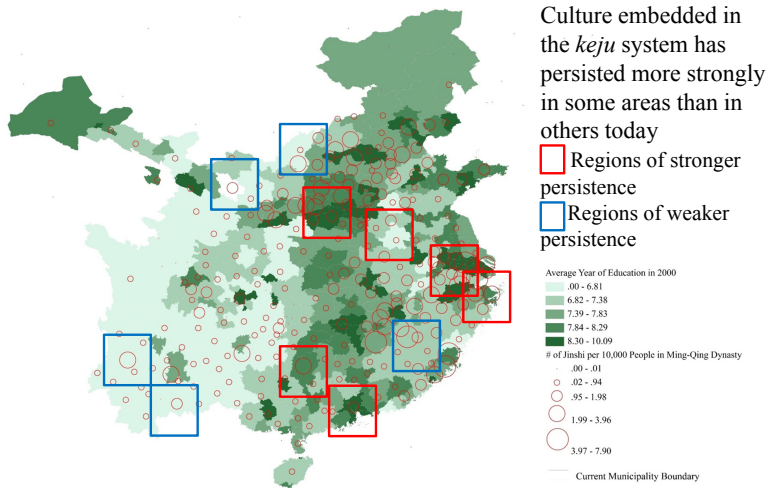 Culture embedded in
the keju system has
persisted more strongly
in some areas than in
others today
Regions of stronger
persistence
Regions of weaker
persistence
Average Year of Education in 2000
.00 - 6.81
6.82 - 7.38
7.39 - 7.83
7.84 - 8.29
8.30 - 10.09
# of Jinshi per 10,000 People in Ming-Qing Dynasty
.00 - .01
.02 - .94
.95 - 1.98
1.99 - 3.96
3.97 - 7.90
Current Municipality Boundary